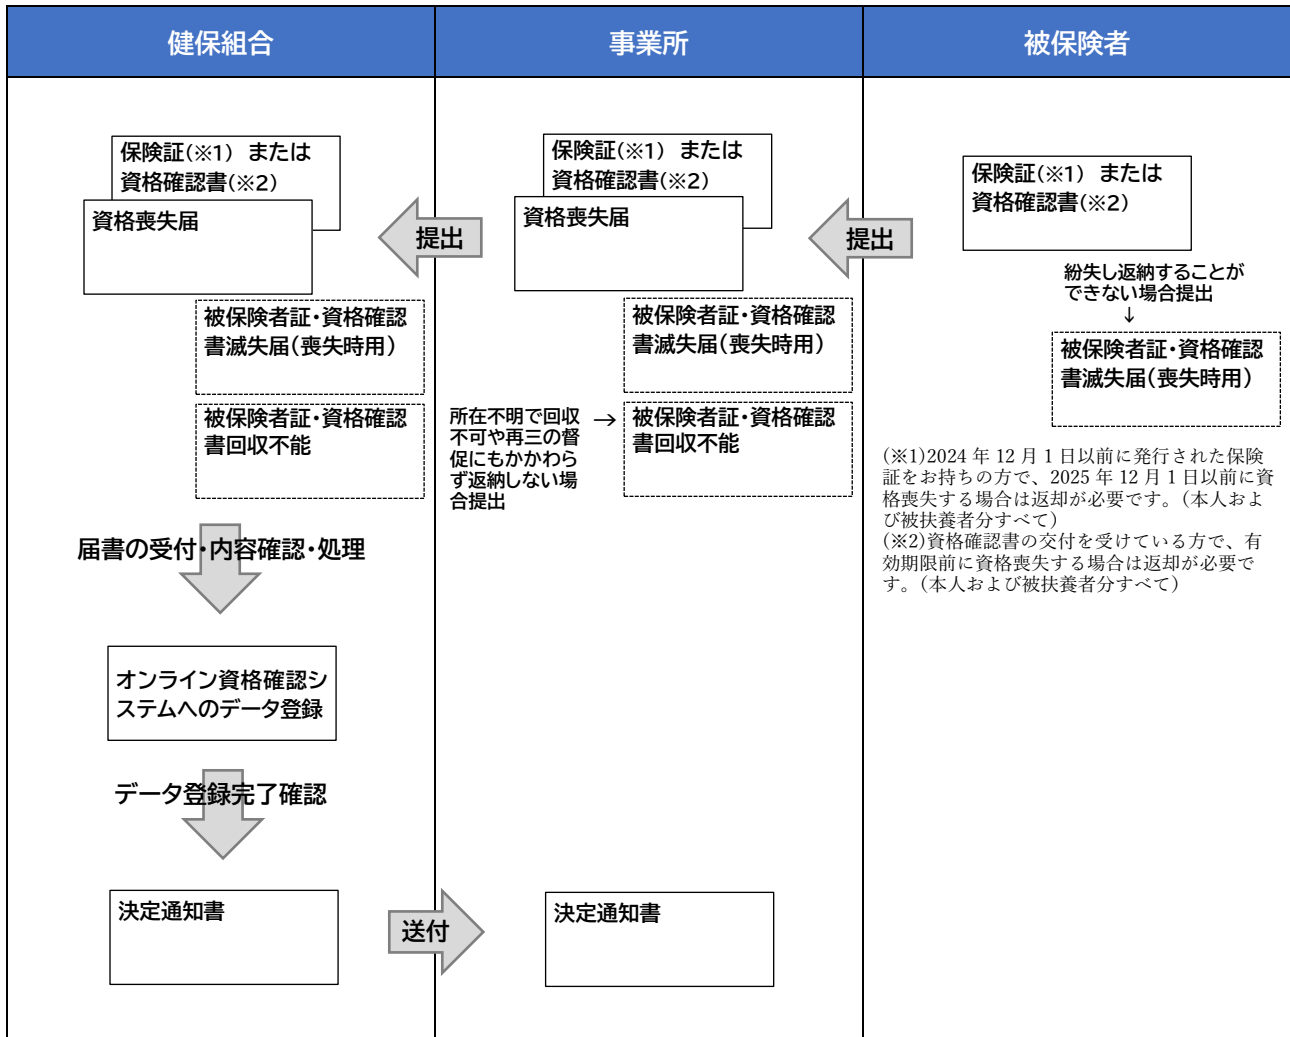 健保組合
事業所
被保険者
保険証(※1) または
資格確認書(※2)
資格喪失届
提出
被保険者証・資格確認
書滅失届(喪失時用)
被保険者証・資格確認
書回収不能
届書の受付・内容確認・処理
オンライン資格確認シ
ステムへのデータ登録
データ登録完了確認
決定通知書
送付
保険証(※1) または
資格確認書(※2)
資格喪失届
提出
被保険者証・資格確認
書滅失届(喪失時用)
所在不明で回収
不可や再三の督
促にもかかわら
ず返納しない場
合提出
→
被保険者証・資格確認
書回収不能
決定通知書
保険証(※1) または
資格確認書(※2)
紛失し返納することが
できない場合提出
↓
被保険者証・資格確認
書滅失届(喪失時用)
(※1)2024 年 12 月 1 日以前に発行された保険
証をお持ちの方で、2025 年 12 月 1 日以前に資
格喪失する場合は返却が必要です。(本人およ
び被扶養者分すべて)
(※2)資格確認書の交付を受けている方で、有
効期限前に資格喪失する場合は返却が必要で
す。(本人および被扶養者分すべて)